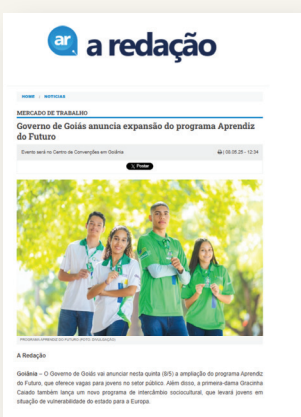 ar a redação
HOME : NOTICIAS
MERCADO DE TRABALHO
Governo de Goiás anuncia expansão do programa Aprendiz
do Futuro
Evento será no Centro de Convenções em Goiânia
05.05.25 - 12:34
X Postar
PROGRAMA APRENDIZ DO FUTURO (FOTO: DIVULGAÇÃO)
A Redação
Goiânia – O Governo de Goiás vai anunciar nesta quinta (8/5) a ampliação do programa Aprendiz
do Futuro, que oferece vagas para jovens no setor público. Além disso, a primeira-dama Gracinha
Caiado também lança um novo programa de intercâmbio sociocultural, que levará jovens em
situação de vulnerabilidade do estado para a Europa.